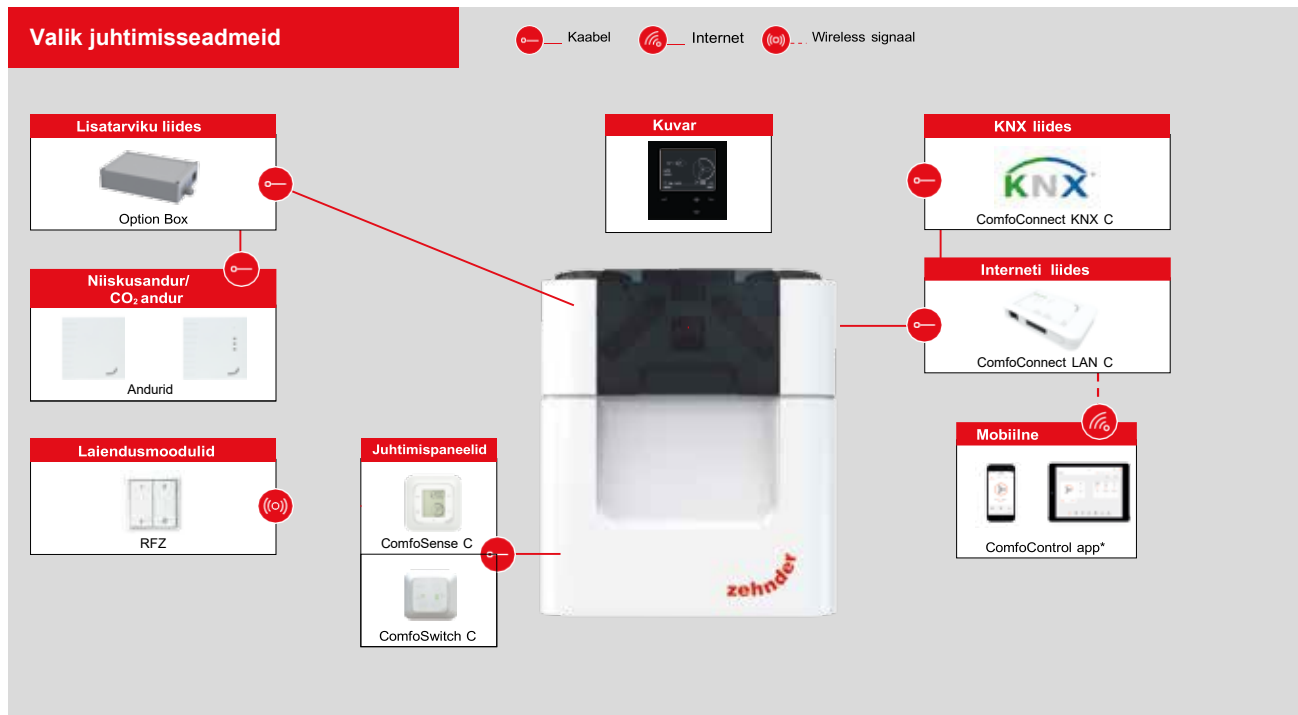 Valik juhtimisseadmeid
Kaabel
Internet
Wireless signaal
Lisatarviku liides
Option Box
Niiskusandur/
CO₂ andur
Andurid
Laiendusmoodulid
RFZ
Juhtimispaneelid
ComfoSense C
ComfoSwitch C
Kuvar
zehnder
KNX liides
KNX
ComfoConnect KNX C
Interneti liides
ComfoConnect LAN C
Mobiilne
ComfoControl app*